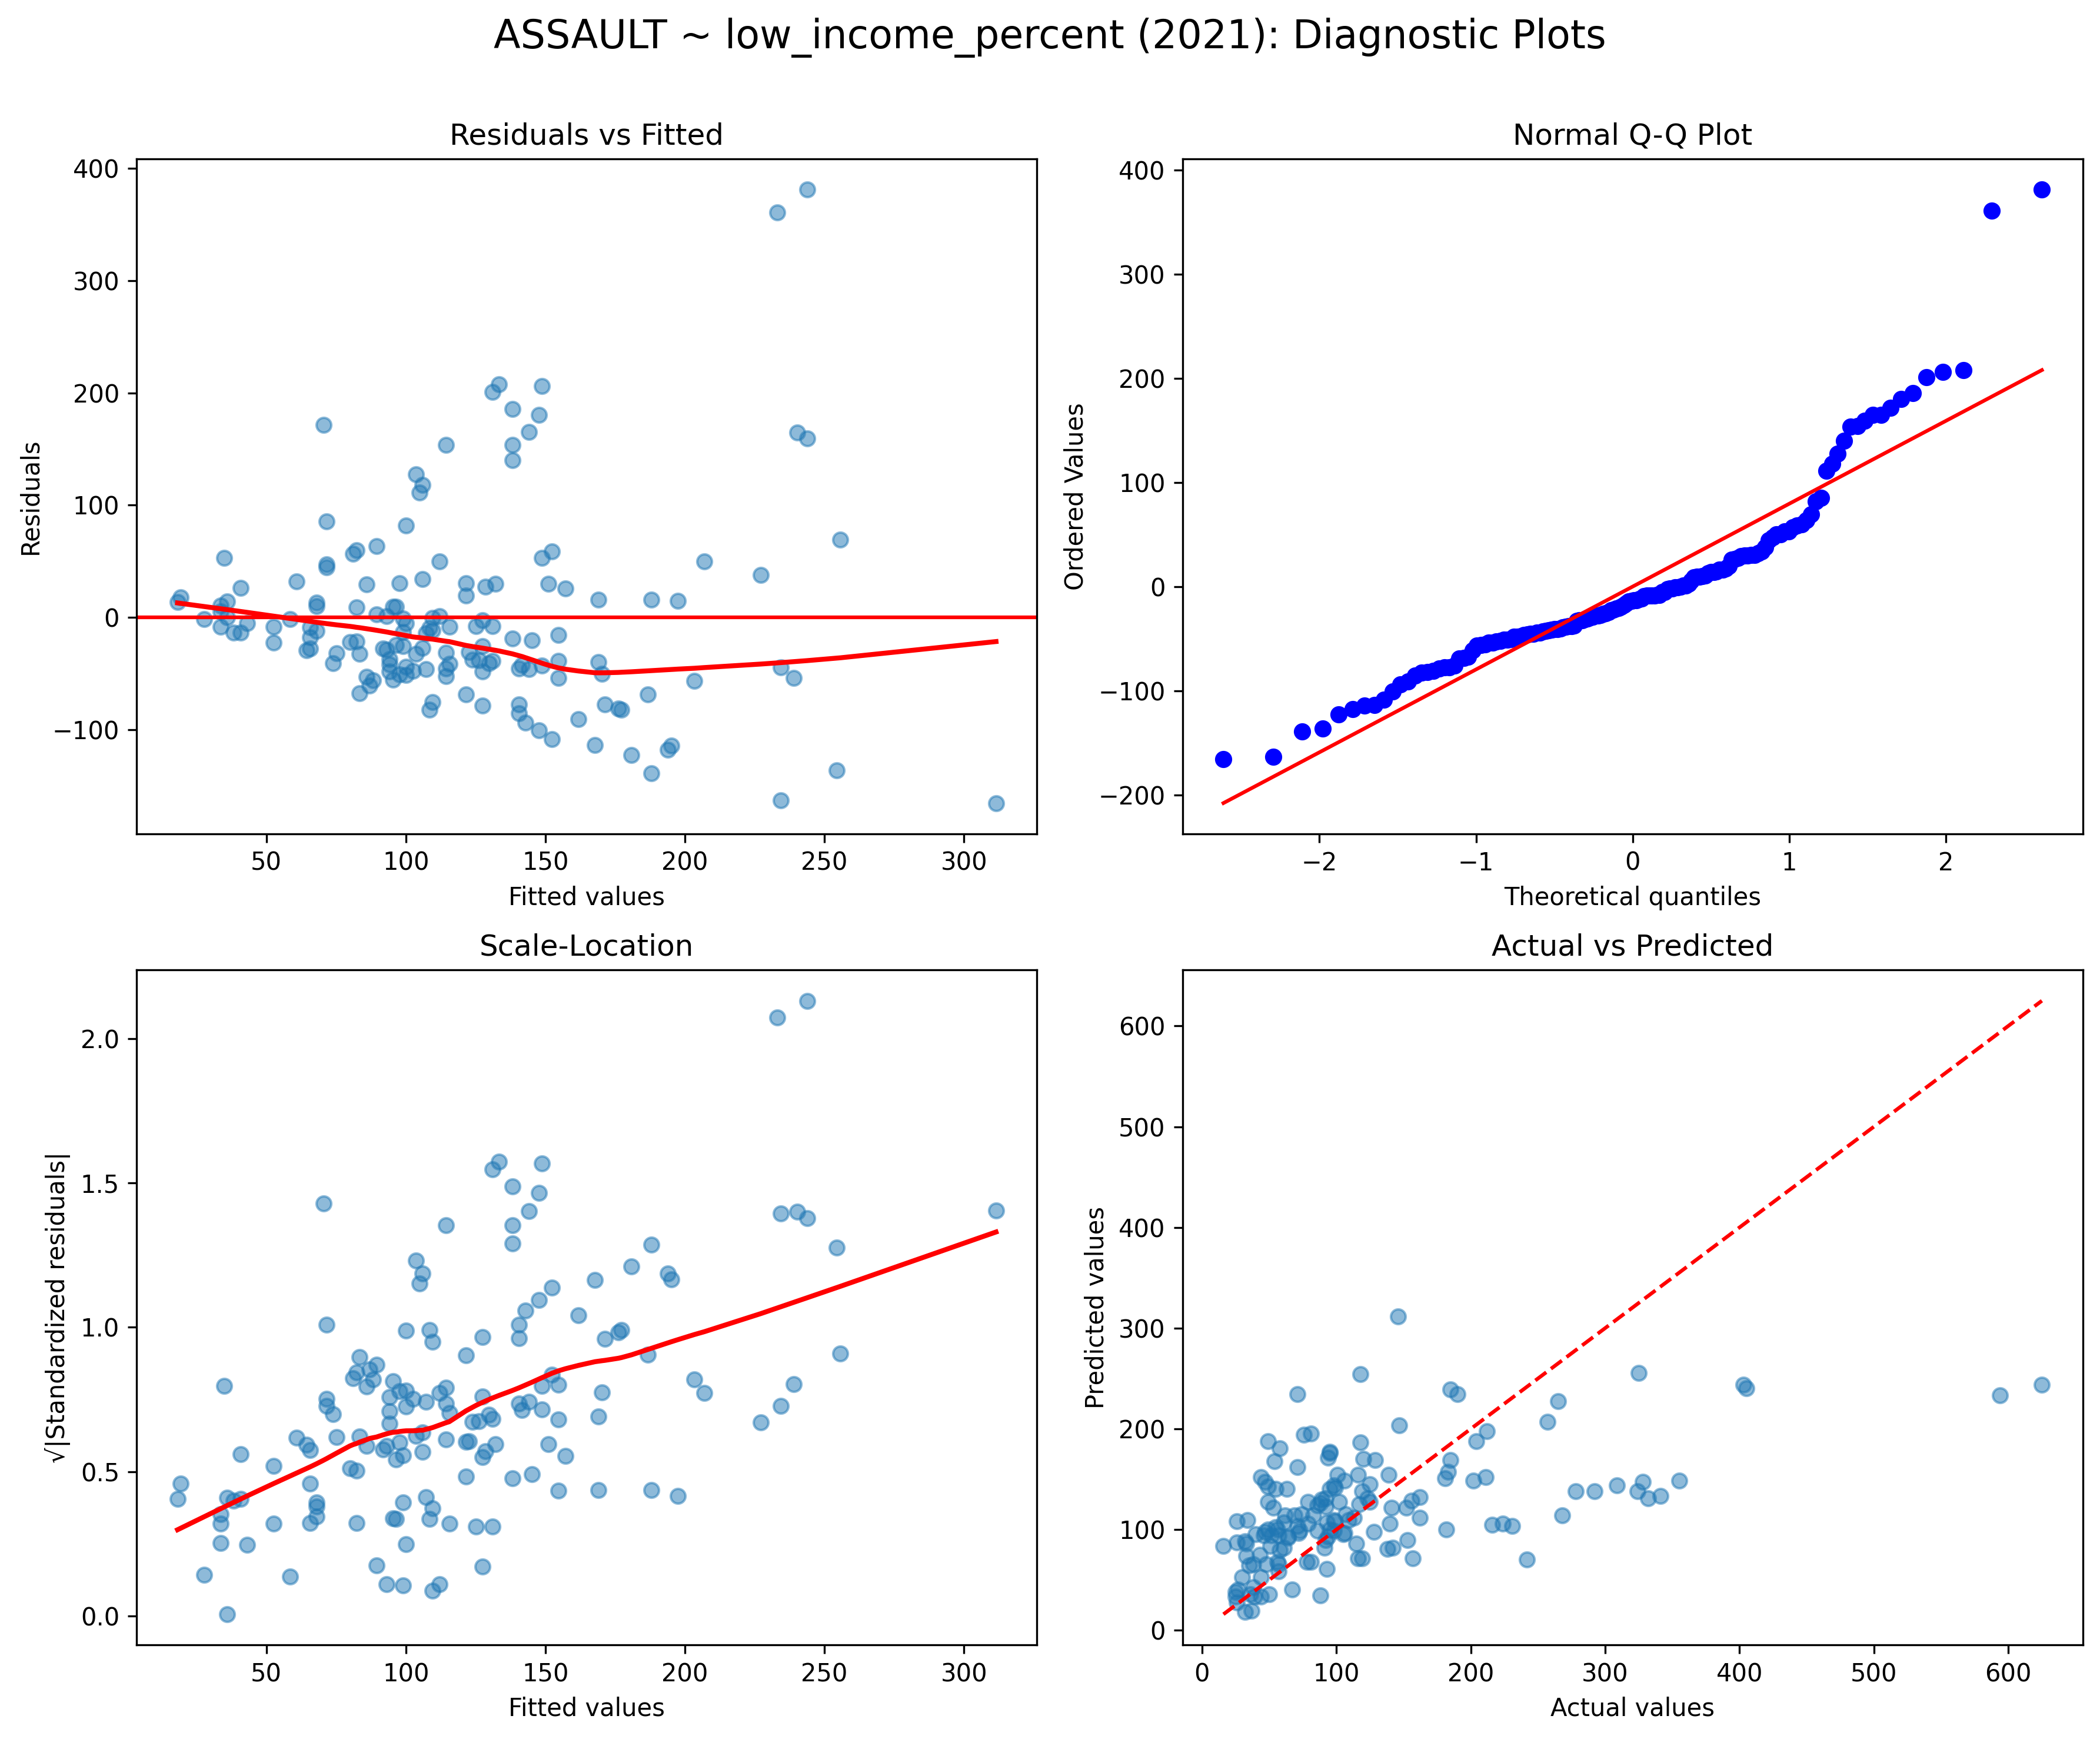 ASSAULT ~ low_income_percent (2021): Diagnostic Plots
Residuals vs Fitted
400
300
200
100
0
−100
Residuals
50 100 150 200 250 300
Fitted values
Normal Q-Q Plot
400
300
200
100
0
−100
−200
Ordered Values
−2 −1 0 1 2
Theoretical quantiles
Scale-Location
2.0
1.5
1.0
0.5
0.0
√|Standardized residuals|
50 100 150 200 250 300
Fitted values
Actual vs Predicted
600
500
400
300
200
100
0
Predicted values
0 100 200 300 400 500 600
Actual values